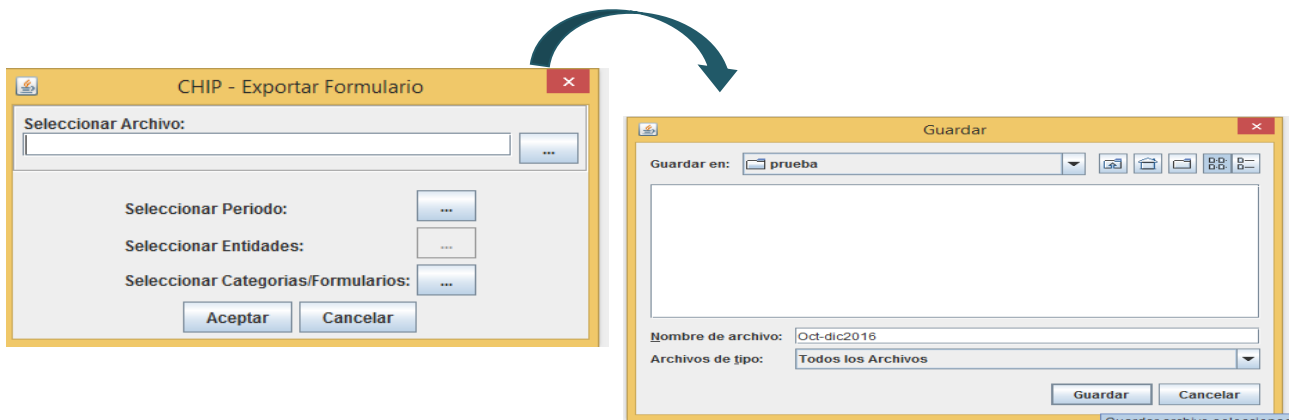 CHIP - Exportar Formulario
Seleccionar Archivo:
...
Seleccionar Periodo: ...
Seleccionar Entidades: ...
Seleccionar Categorias/Formularios: ...
Aceptar Cancelar
Guardar
Guardar en: prueba
Nombre de archivo: Oct-dic2016
Archivos de tipo: Todos los Archivos
Guardar Cancelar